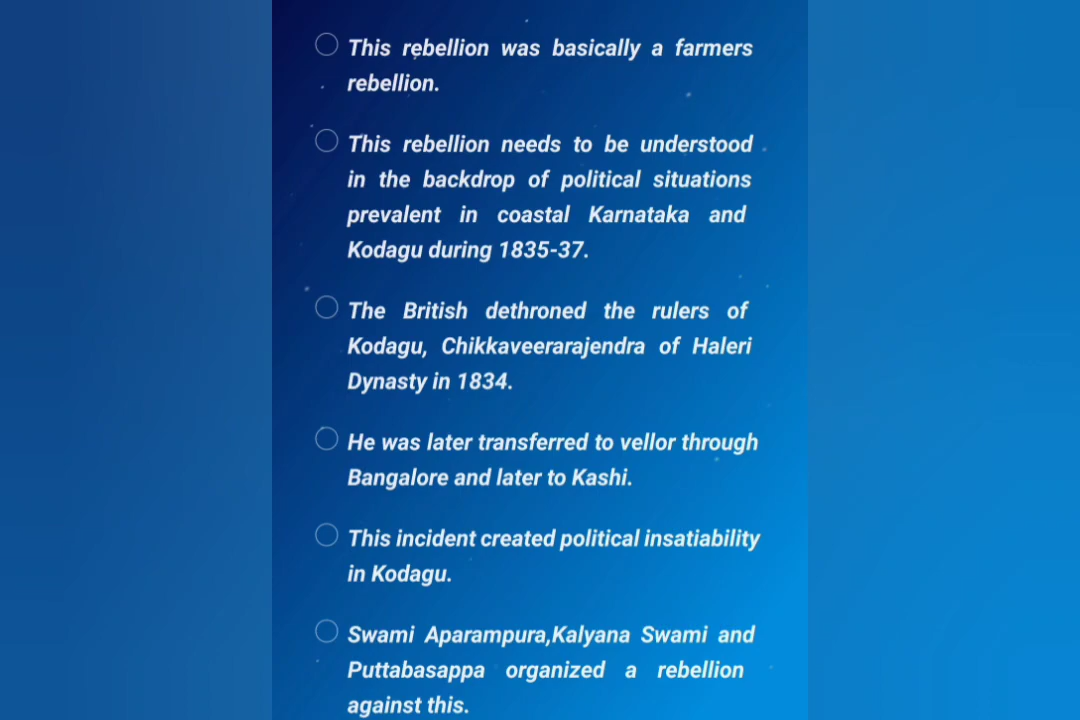 This rebellion was basically a farmers
rebellion.
This rebellion needs to be understood
in the backdrop of political situations
prevalent in coastal Karnataka and
Kodagu during 1835-37.
The British dethroned the rulers of
Kodagu, Chikkaveerarajendra of Haleri
Dynasty in 1834.
He was later transferred to vellor through
Bangalore and later to Kashi.
This incident created political insatiability
in Kodagu.
Swami Aparampura,Kalyana Swami and
Puttabasappa organized a rebellion
against this.